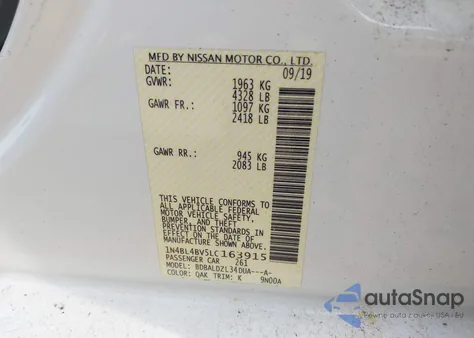 MFD BY NISSAN MOTOR CO., LTD.
DATE: 09/19
GVWR: 1963 KG
4328 LB
GAWR FR.: 1097 KG
2418 LB
GAWR RR.: 945 KG
2083 LB
THIS VEHICLE CONFORMS TO
ALL APPLICABLE FEDERAL
MOTOR VEHICLE SAFETY,
BUMPER, AND THEFT
PREVENTION STANDARDS IN
EFFECT ON THE DATE OF
MANUFACTURE SHOWN ABOVE.
1N4BL4BV5LC163915
PASSENGER CAR 261
MODEL: BDBALDZL34DUA---A-
COLOR: QAK TRIM: K 9N00A
autoSnap